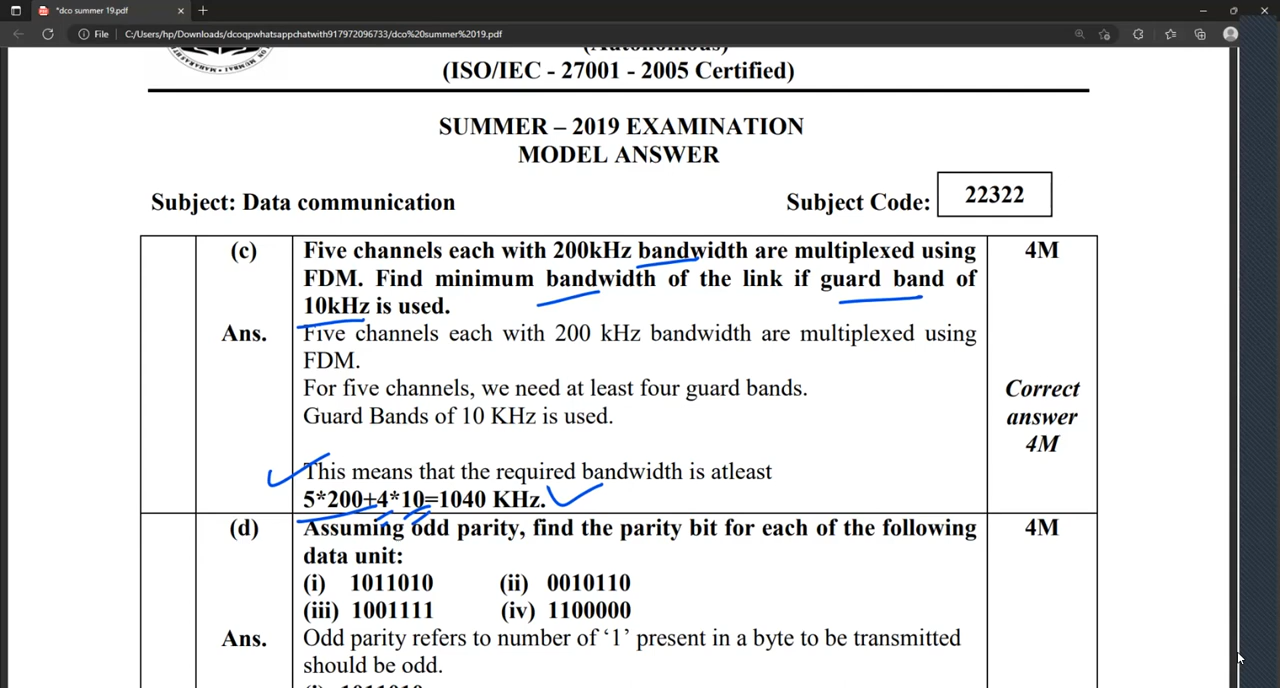 *dco summer 19.pdf
File
C:/Users/hp/Downloads/dcoqpwhatsappchatwith917972096733/dco%20summer%2019.pdf
(Autonomous)
(ISO/IEC - 27001 - 2005 Certified)
SUMMER – 2019 EXAMINATION
MODEL ANSWER
Subject: Data communication
Subject Code:
22322
(c)
Five channels each with 200kHz bandwidth are multiplexed using
4M
FDM. Find minimum bandwidth of the link if guard band of
10kHz is used.
Ans.
Five channels each with 200 kHz bandwidth are multiplexed using
FDM.
For five channels, we need at least four guard bands.
Correct
Guard Bands of 10 KHz is used.
answer
4M
This means that the required bandwidth is atleast
5*200+4*10=1040 KHz.
(d)
Assuming odd parity, find the parity bit for each of the following
4M
data unit:
(i) 1011010 (ii) 0010110
(iii) 1001111 (iv) 1100000
Ans.
Odd parity refers to number of ‘1’ present in a byte to be transmitted
should be odd.
(i) 1011010